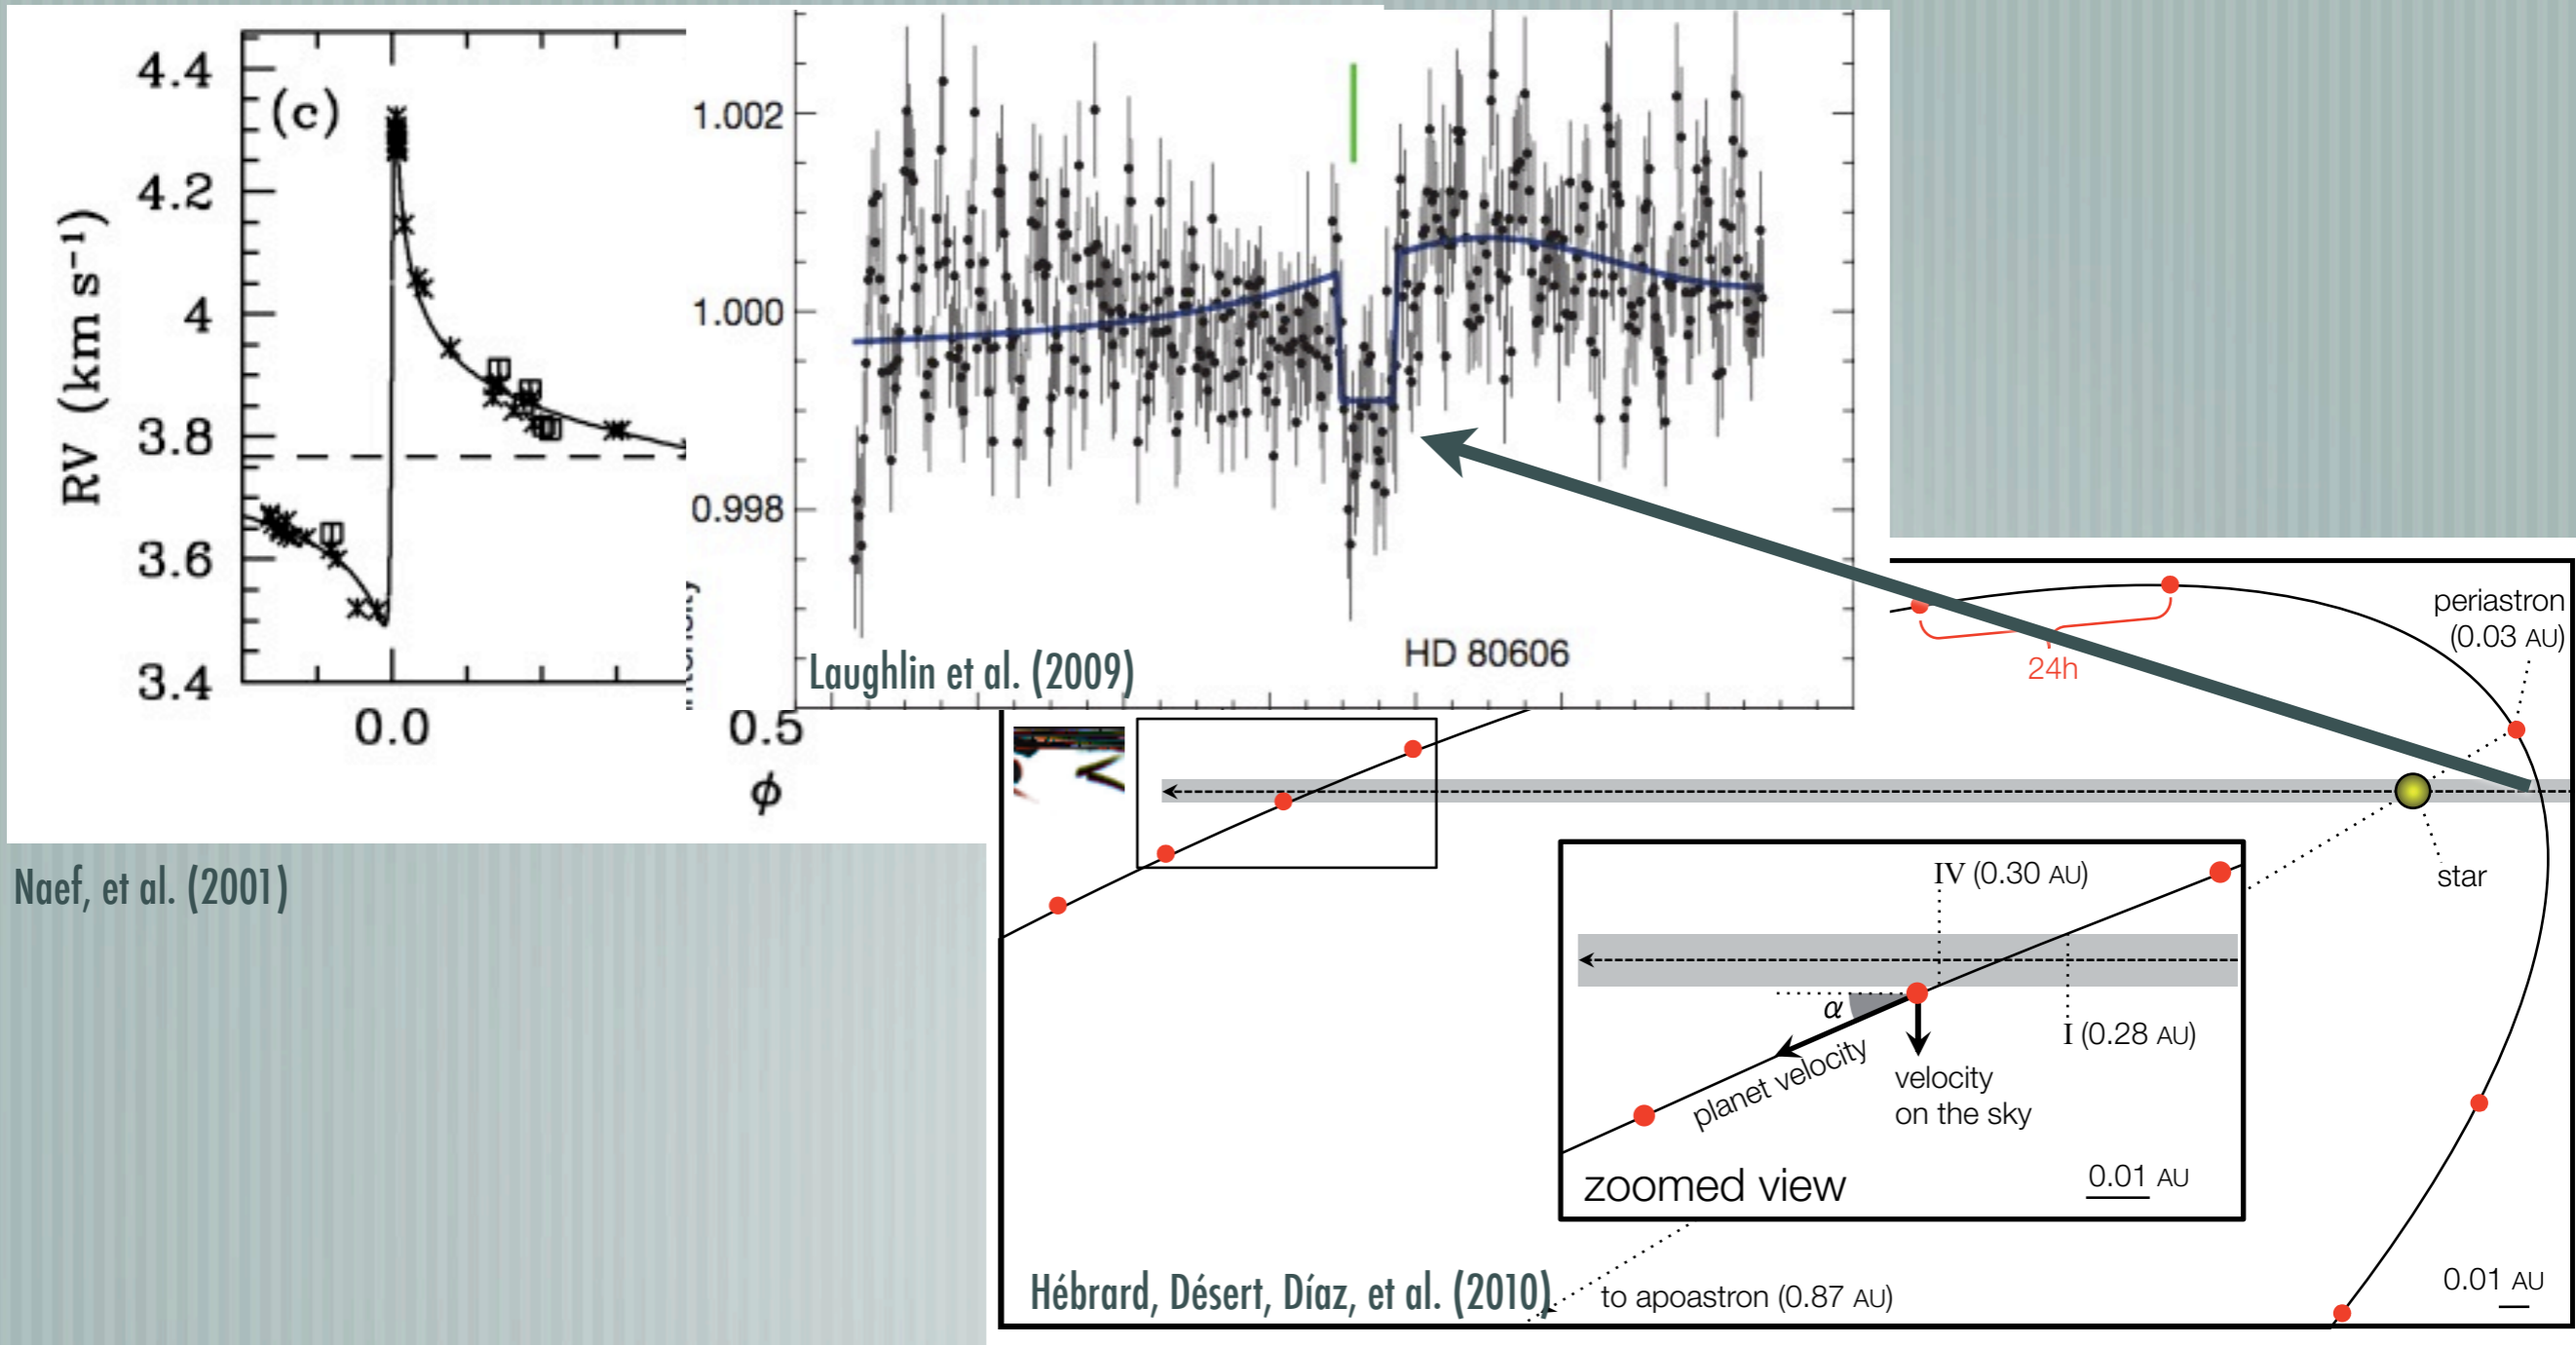 4.4
4.2
4
3.8
3.6
3.4
RV (km s⁻¹)
(c)
0.0
0.5
ϕ
Naef, et al. (2001)
1.002
1.000
0.998
Laughlin et al. (2009)
HD 80606
24h
periastron
(0.03 AU)
star
IV (0.30 AU)
I (0.28 AU)
α
planet velocity
velocity
on the sky
zoomed view
0.01 AU
Hébrard, Désert, Díaz, et al. (2010)
to apoastron (0.87 AU)
0.01 AU